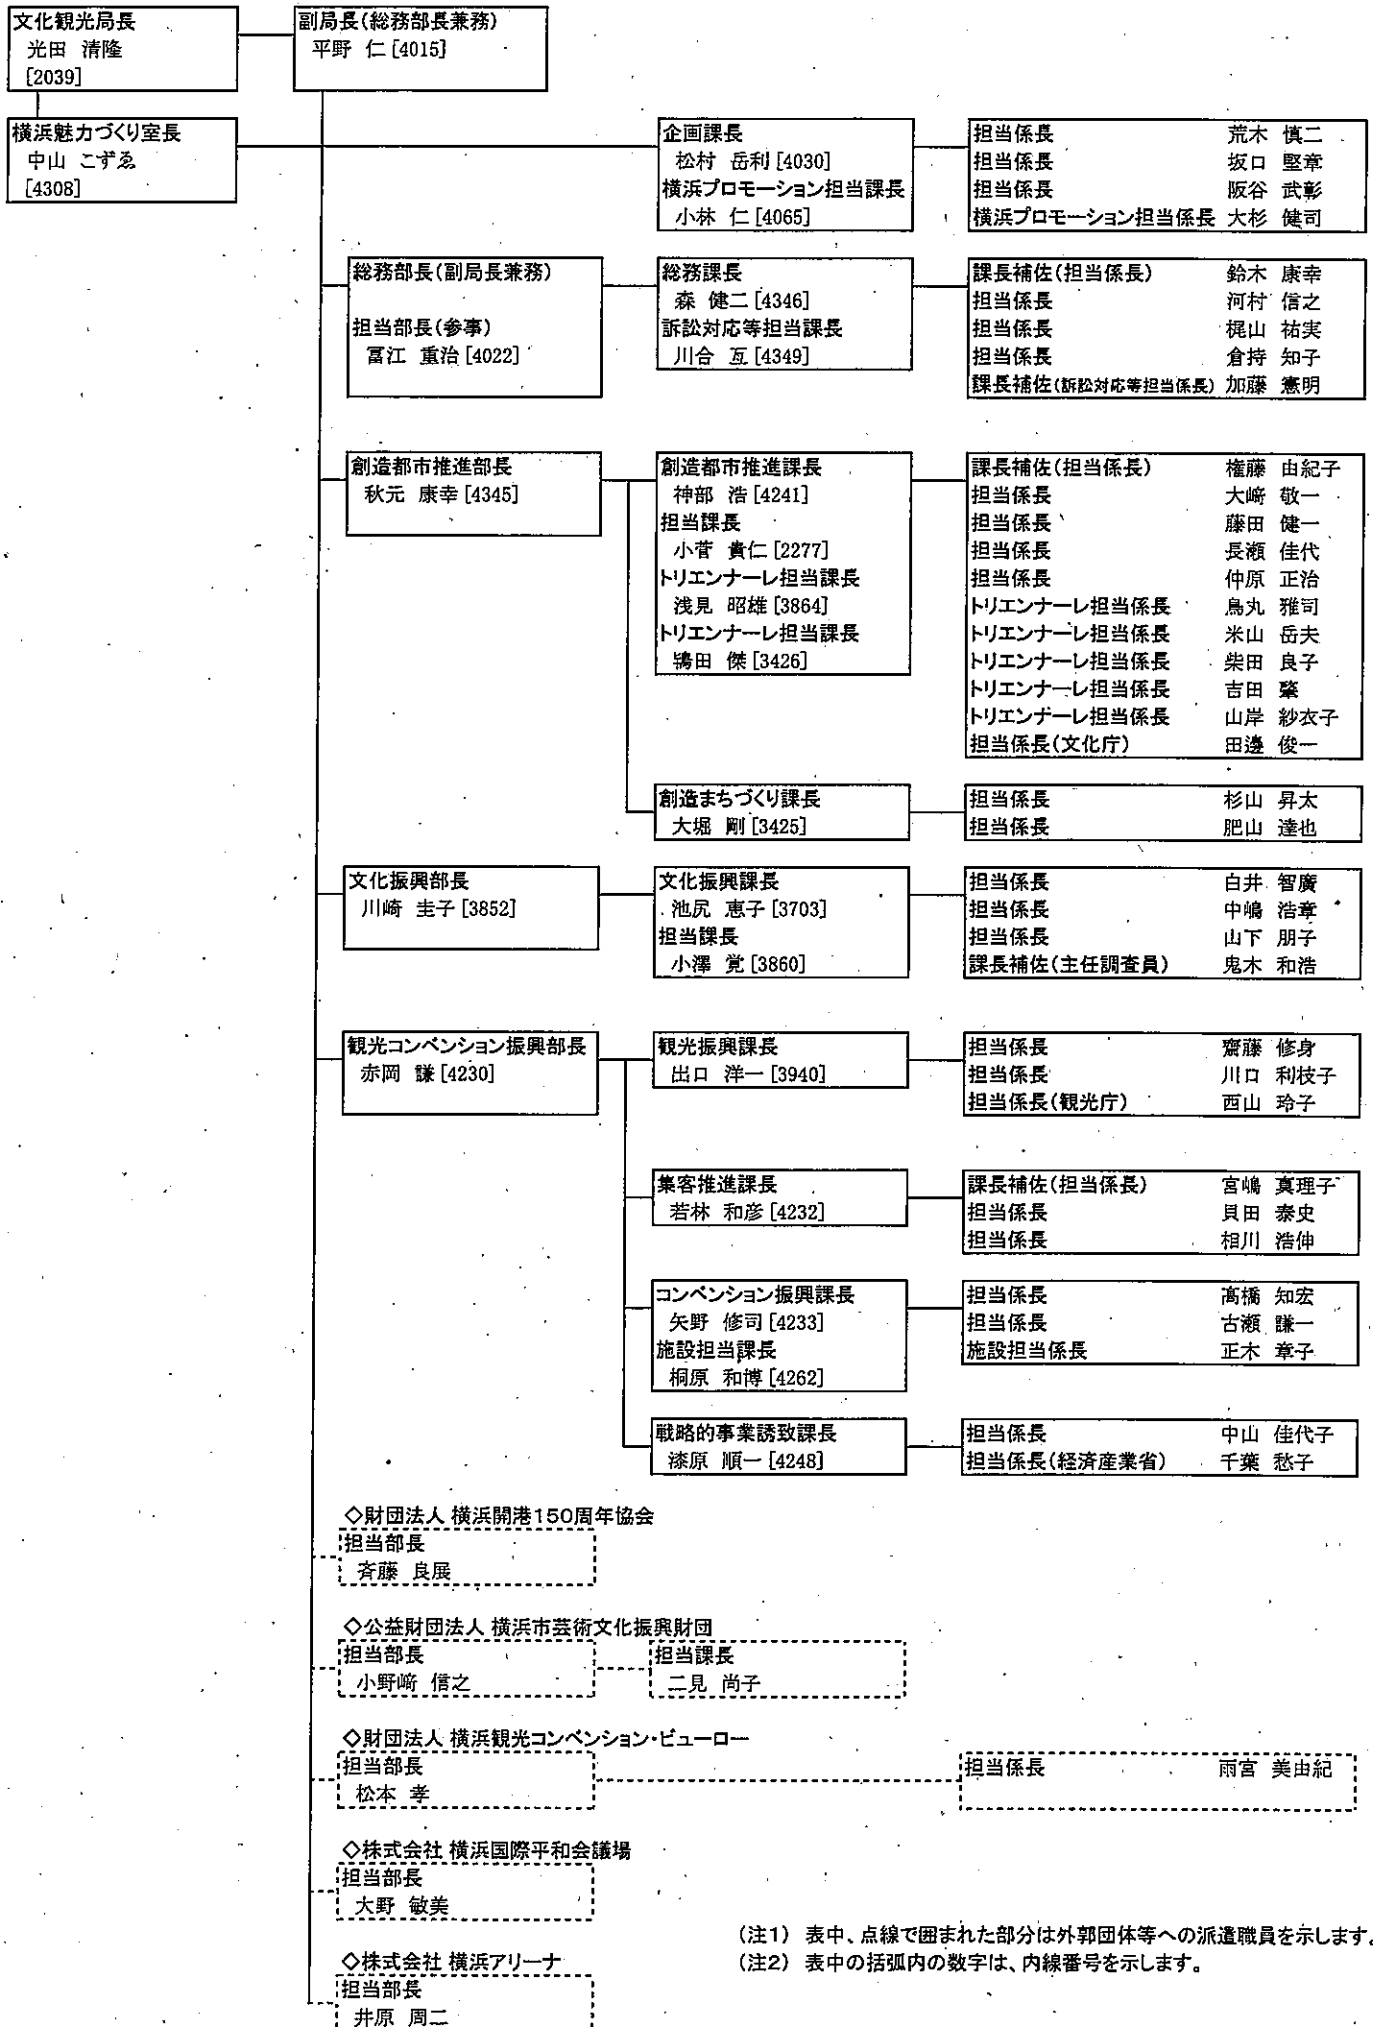 文化観光局長
光田 清隆
[2039]
副局長(総務部長兼務)
平野 仁 [4015]
横浜魅力づくり室長
中山 こずゑ
[4308]
企画課長
松村 岳利 [4030]
横浜プロモーション担当課長
小林 仁 [4065]
担当係長 荒木 慎二
担当係長 坂口 堅章
担当係長 阪谷 武彰
横浜プロモーション担当係長 大杉 健司
総務部長(副局長兼務)
担当部長(参事)
冨江 重治 [4022]
総務課長
森 健二 [4346]
訴訟対応等担当課長
川合 亙 [4349]
課長補佐(担当係長) 鈴木 康幸
担当係長 河村 信之
担当係長 梶山 祐実
担当係長 倉持 知子
課長補佐(訴訟対応等担当係長) 加藤 憲明
創造都市推進部長
秋元 康幸 [4345]
創造都市推進課長
神部 浩 [4241]
担当課長
小菅 貴仁 [2277]
トリエンナーレ担当課長
浅見 昭雄 [3864]
トリエンナーレ担当課長
鴇田 傑 [3426]
課長補佐(担当係長) 権藤 由紀子
担当係長 大﨑 敬一
担当係長 藤田 健一
担当係長 長瀬 佳代
担当係長 仲原 正治
トリエンナーレ担当係長 鳥丸 雅司
トリエンナーレ担当係長 米山 岳夫
トリエンナーレ担当係長 柴田 良子
トリエンナーレ担当係長 吉田 肇
トリエンナーレ担当係長 山岸 紗衣子
担当係長(文化庁) 田邊 俊一
創造まちづくり課長
大堀 剛 [3425]
担当係長 杉山 昇太
担当係長 肥山 達也
文化振興部長
川崎 圭子 [3852]
文化振興課長
池尻 恵子 [3703]
担当課長
小澤 覚 [3860]
担当係長 白井 智廣
担当係長 中嶋 浩章
担当係長 山下 朋子
課長補佐(主任調査員) 鬼木 和浩
観光コンベンション振興部長
赤岡 謙 [4230]
観光振興課長
出口 洋一 [3940]
担当係長 齋藤 修身
担当係長 川口 利枝子
担当係長(観光庁) 西山 玲子
集客推進課長
若林 和彦 [4232]
課長補佐(担当係長) 宮嶋 真理子
担当係長 貝田 泰史
担当係長 相川 浩伸
コンベンション振興課長
矢野 修司 [4233]
施設担当課長
桐原 和博 [4262]
担当係長 髙橋 知宏
担当係長 古瀬 謙一
施設担当係長 正木 章子
戦略的事業誘致課長
漆原 順一 [4248]
担当係長 中山 佳代子
担当係長(経済産業省) 千葉 愁子
◇財団法人 横浜開港150周年協会
担当部長
斉藤 良展
◇公益財団法人 横浜市芸術文化振興財団
担当部長
小野﨑 信之
担当課長
二見 尚子
◇財団法人 横浜観光コンベンション・ビューロー
担当部長
松本 孝
担当係長 雨宮 美由紀
◇株式会社 横浜国際平和会議場
担当部長
大野 敏美
◇株式会社 横浜アリーナ
担当部長
井原 周二
(注1) 表中、点線で囲まれた部分は外郭団体等への派遣職員を示します。
(注2) 表中の括弧内の数字は、内線番号を示します。